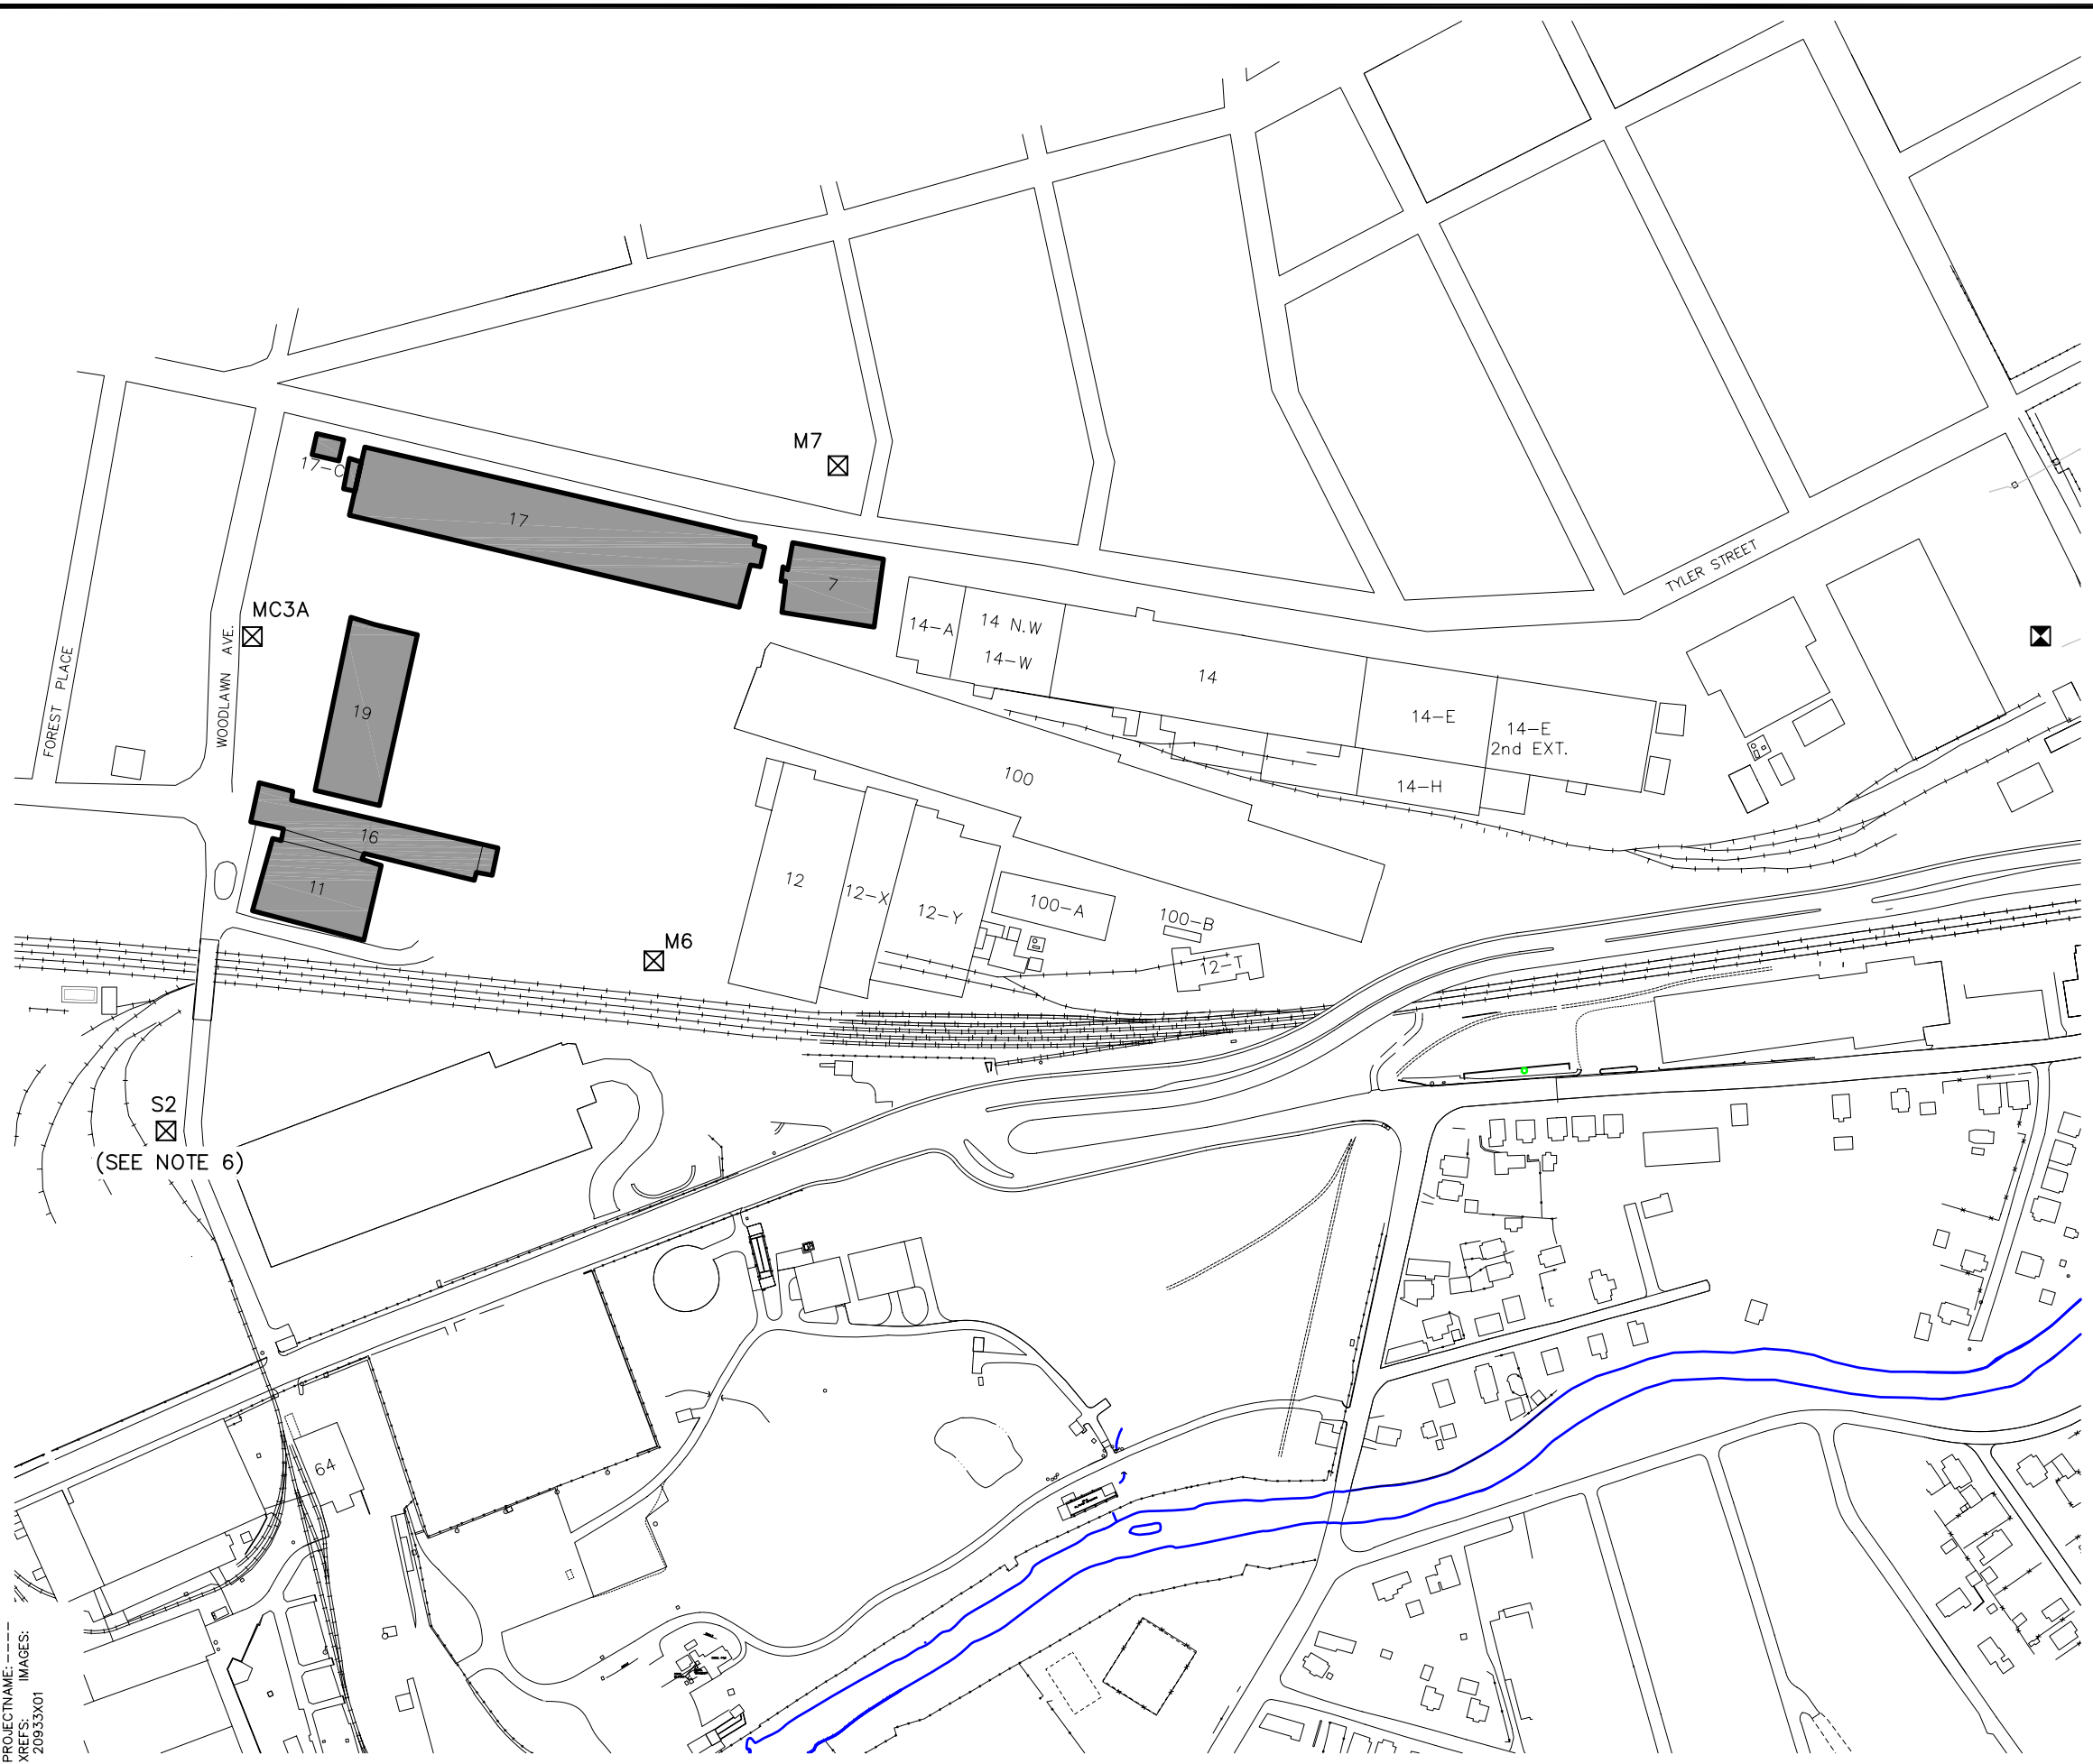 M7
17-C
17
7
TYLER STREET
MC3A
14-A
14 N.W
14-W
14
FOREST PLACE
WOODLAWN AVE.
19
14-E
14-E
2nd EXT.
100
14-H
16
11
12
12-X
12-Y
100-A
100-B
12-T
M6
S2
(SEE NOTE 6)
64
PROJECTNAME: ----
XREFS: IMAGES:
20933X01